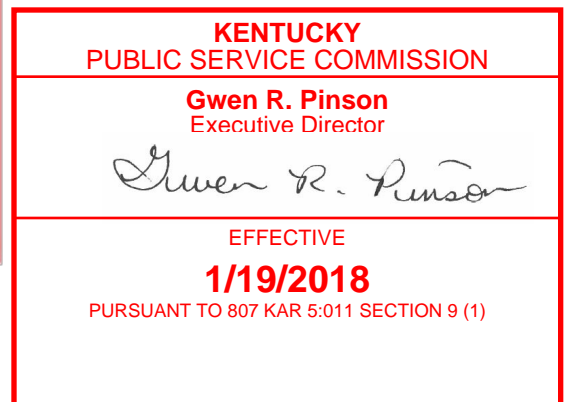 KENTUCKY
PUBLIC SERVICE COMMISSION
Gwen R. Pinson
Executive Director
Gwen R. Pinson
EFFECTIVE
1/19/2018
PURSUANT TO 807 KAR 5:011 SECTION 9 (1)